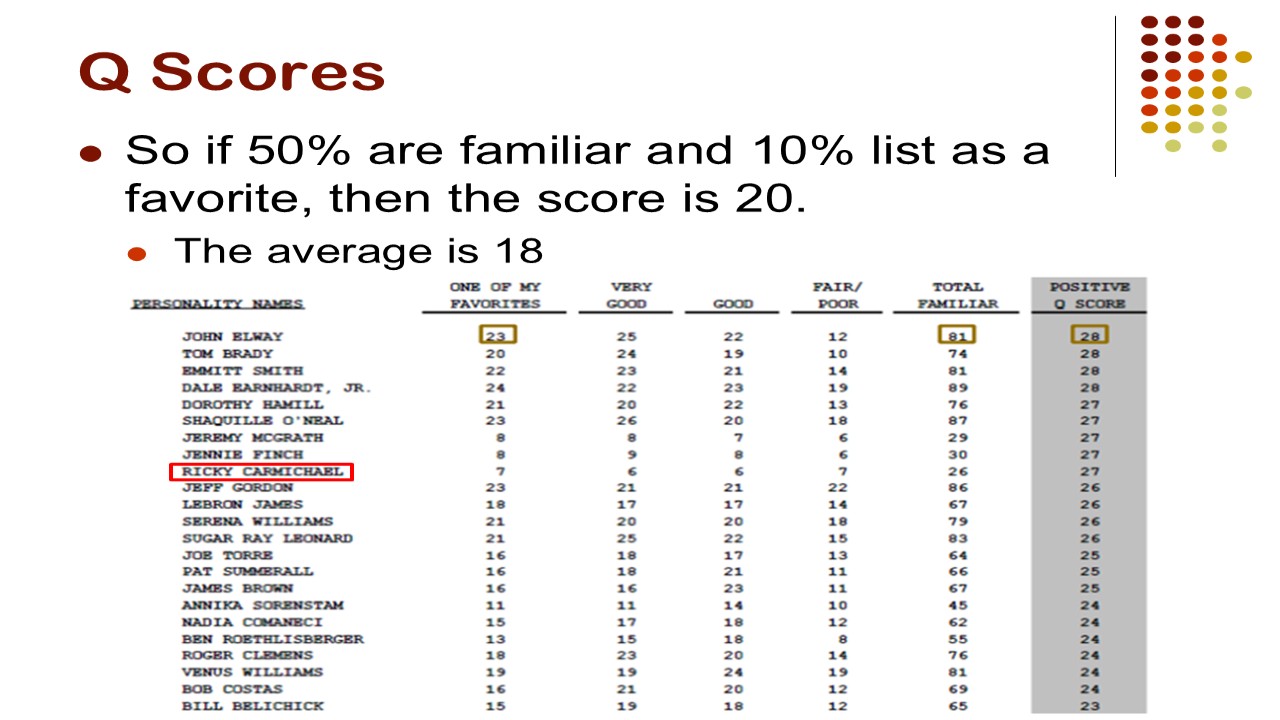 Q Scores
So if 50% are familiar and 10% list as a
favorite, then the score is 20.
The average is 18
ONE OF MY VERY FAIR/ TOTAL POSITIVE
PERSONALITY NAMES FAVORITES GOOD GOOD POOR FAMILIAR Q SCORE
JOHN ELWAY 23 25 22 12 81 28
TOM BRADY 20 24 19 10 74 28
EMMITT SMITH 22 23 21 14 81 28
DALE EARNHARDT, JR. 24 22 23 19 89 28
DOROTHY HAMILL 21 20 22 13 76 27
SHAQUILLE O'NEAL 23 26 20 18 87 27
JEREMY MCGRATH 8 8 7 6 29 27
JENNIE FINCH 8 9 8 6 30 27
RICKY CARMICHAEL 7 6 6 7 26 27
JEFF GORDON 23 21 21 22 86 26
LEBRON JAMES 18 17 17 14 67 26
SERENA WILLIAMS 21 20 20 18 79 26
SUGAR RAY LEONARD 21 25 22 15 83 26
JOE TORRE 16 18 17 13 64 25
PAT SUMMERALL 16 18 21 11 66 25
JAMES BROWN 16 16 23 11 67 25
ANNIKA SORENSTAM 11 11 14 10 45 24
NADIA COMANECI 15 17 18 12 62 24
BEN ROETHLISBERGER 13 15 18 8 55 24
ROGER CLEMENS 18 23 20 14 76 24
VENUS WILLIAMS 19 19 24 19 81 24
BOB COSTAS 16 21 20 12 69 24
BILL BELICHICK 15 19 18 12 65 23